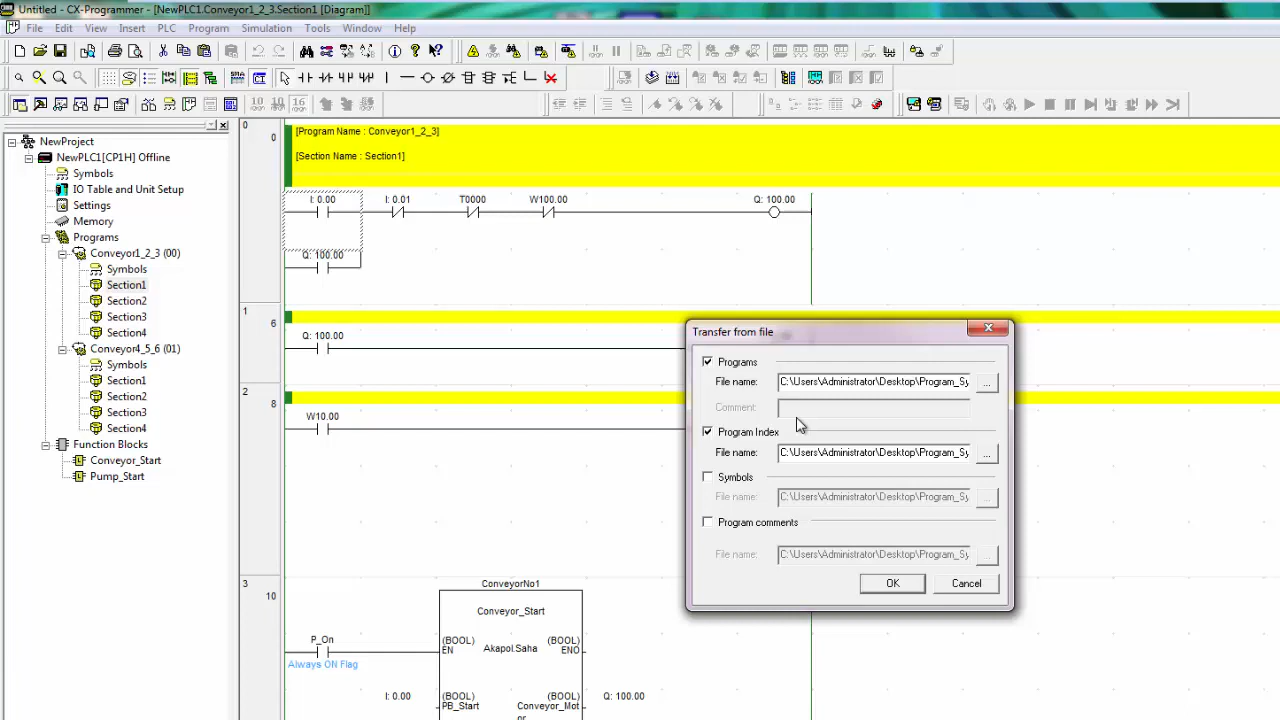 Untitled - CX-Programmer - [NewPLC1.Conveyor1_2_3.Section1 [Diagram]]
File Edit View Insert PLC Program Simulation Tools Window Help
NewProject
NewPLC1[CP1H] Offline
Symbols
IO Table and Unit Setup
Settings
Memory
Programs
Conveyor1_2_3 (00)
Symbols
Section1
Section2
Section3
Section4
Conveyor4_5_6 (01)
Symbols
Section1
Section2
Section3
Section4
Function Blocks
Conveyor_Start
Pump_Start
0
0
[Program Name : Conveyor1_2_3]
[Section Name : Section1]
I: 0.00 I: 0.01 T0000 W100.00 Q: 100.00
Q: 100.00
1
6
Q: 100.00
2
8
W10.00
3
10
ConveyorNo1
Conveyor_Start
P_On
Always ON Flag
(BOOL)
EN
Akapol.Saha
(BOOL)
ENO
I: 0.00
(BOOL)
PB_Start
(BOOL)
Conveyor_Mot
or
Q: 100.00
Transfer from file
Programs
File name: C:\Users\Administrator\Desktop\Program_Sy ...
Comment:
Program Index
File name: C:\Users\Administrator\Desktop\Program_Sy ...
Symbols
File name: C:\Users\Administrator\Desktop\Program_Sy ...
Program comments
File name: C:\Users\Administrator\Desktop\Program_Sy ...
OK Cancel